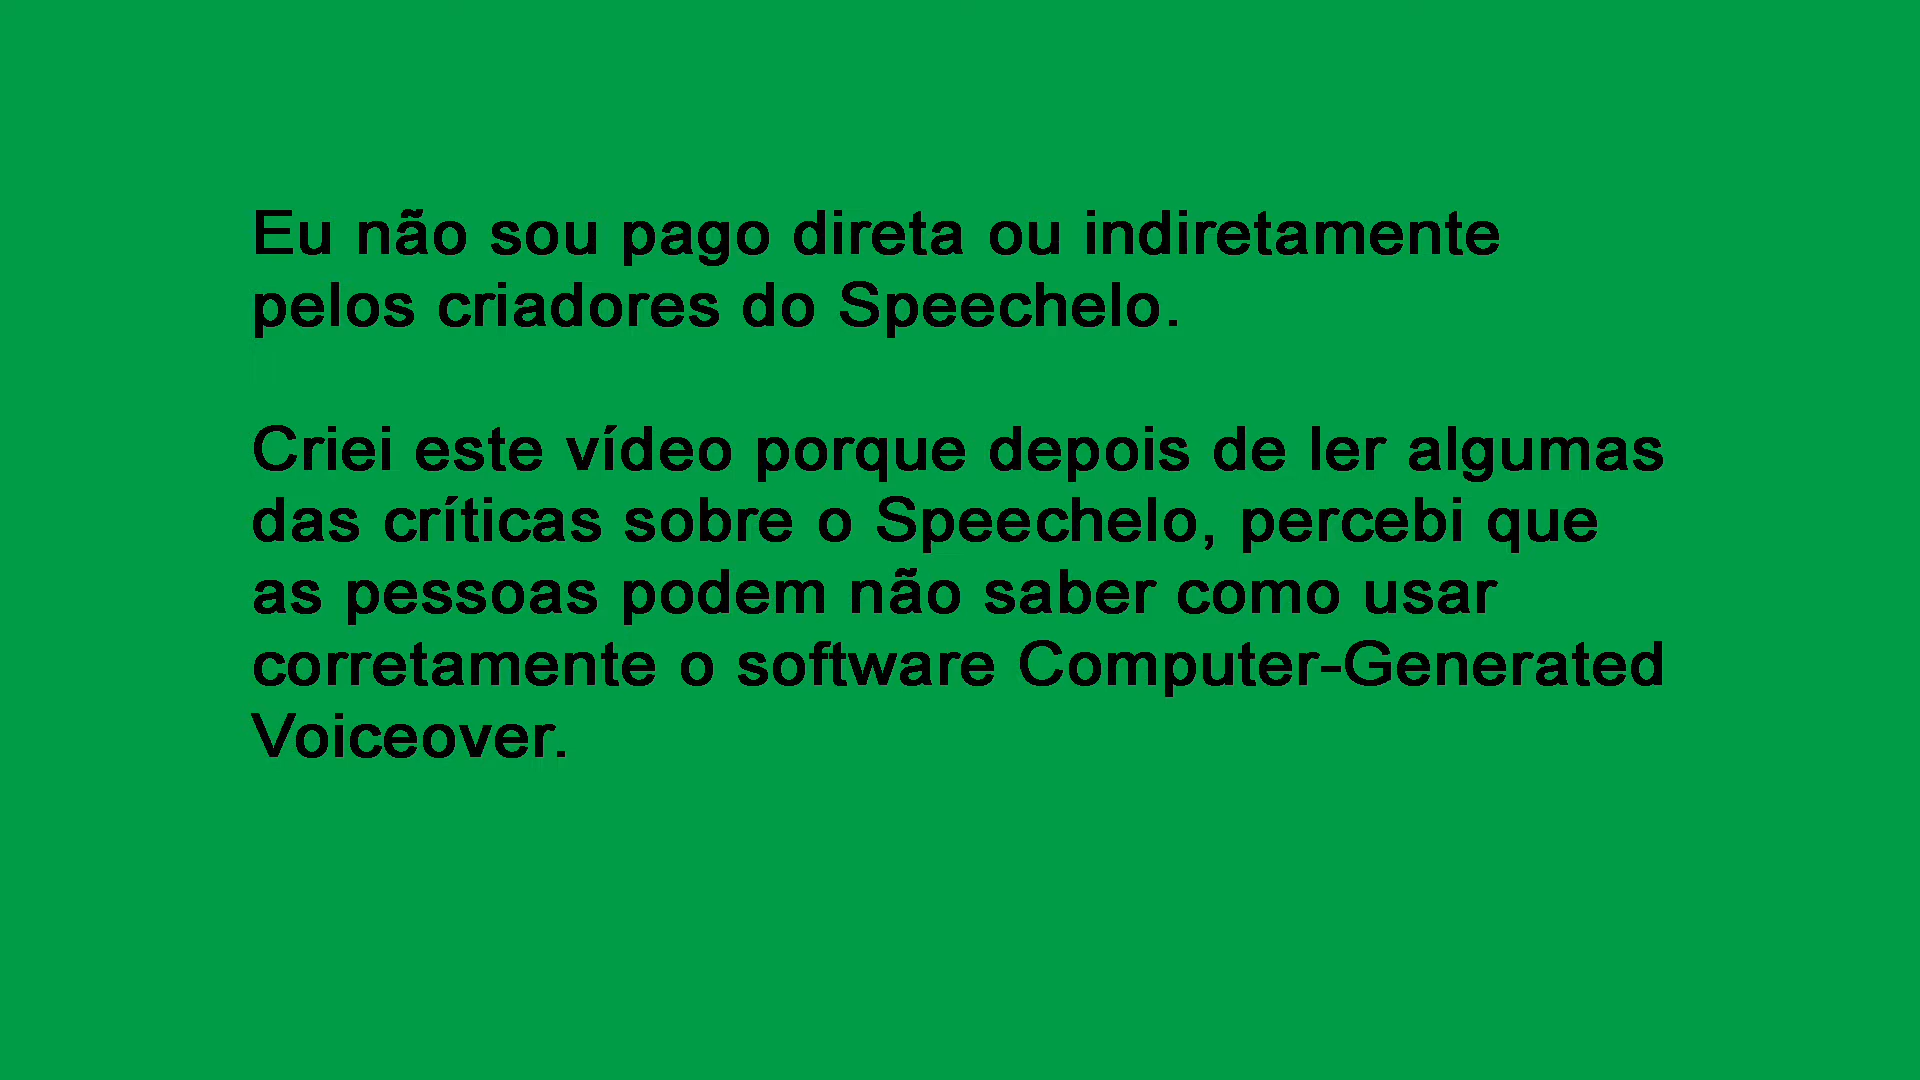 Eu não sou pago direta ou indiretamente
pelos criadores do Speechelo.
Criei este vídeo porque depois de ler algumas
das críticas sobre o Speechelo, percebi que
as pessoas podem não saber como usar
corretamente o software Computer-Generated
Voiceover.